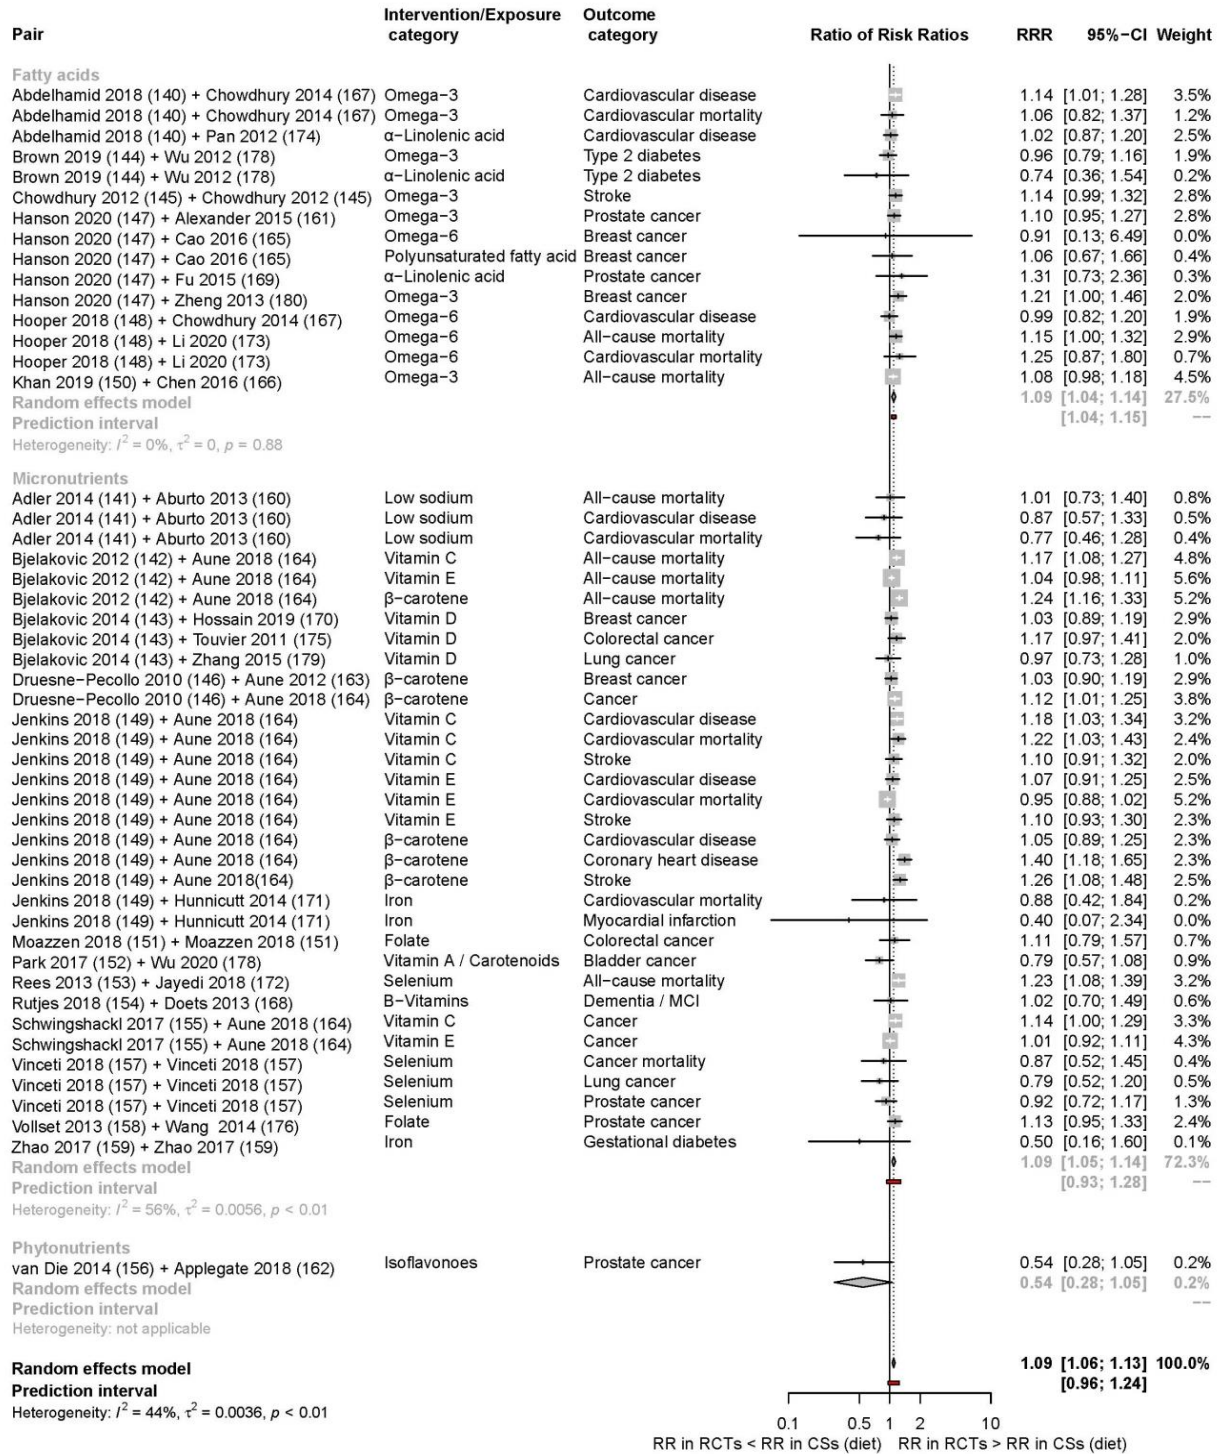 Pair Intervention/Exposure category Outcome category Ratio of Risk Ratios RRR 95%−CI Weight
Fatty acids
Abdelhamid 2018 (140) + Chowdhury 2014 (167) Omega−3 Cardiovascular disease 1.14 [1.01; 1.28] 3.5%
Abdelhamid 2018 (140) + Chowdhury 2014 (167) Omega−3 Cardiovascular mortality 1.06 [0.82; 1.37] 1.2%
Abdelhamid 2018 (140) + Pan 2012 (174) α−Linolenic acid Cardiovascular disease 1.02 [0.87; 1.20] 2.5%
Brown 2019 (144) + Wu 2012 (178) Omega−3 Type 2 diabetes 0.96 [0.79; 1.16] 1.9%
Brown 2019 (144) + Wu 2012 (178) α−Linolenic acid Type 2 diabetes 0.74 [0.36; 1.54] 0.2%
Chowdhury 2012 (145) + Chowdhury 2012 (145) Omega−3 Stroke 1.14 [0.99; 1.32] 2.8%
Hanson 2020 (147) + Alexander 2015 (161) Omega−3 Prostate cancer 1.10 [0.95; 1.27] 2.8%
Hanson 2020 (147) + Cao 2016 (165) Omega−6 Breast cancer 0.91 [0.13; 6.49] 0.0%
Hanson 2020 (147) + Cao 2016 (165) Polyunsaturated fatty acid Breast cancer 1.06 [0.67; 1.66] 0.4%
Hanson 2020 (147) + Fu 2015 (169) α−Linolenic acid Prostate cancer 1.31 [0.73; 2.36] 0.3%
Hanson 2020 (147) + Zheng 2013 (180) Omega−3 Breast cancer 1.21 [1.00; 1.46] 2.0%
Hooper 2018 (148) + Chowdhury 2014 (167) Omega−6 Cardiovascular disease 0.99 [0.82; 1.20] 1.9%
Hooper 2018 (148) + Li 2020 (173) Omega−6 All−cause mortality 1.15 [1.00; 1.32] 2.9%
Hooper 2018 (148) + Li 2020 (173) Omega−6 Cardiovascular mortality 1.25 [0.87; 1.80] 0.7%
Khan 2019 (150) + Chen 2016 (166) Omega−3 All−cause mortality 1.08 [0.98; 1.18] 4.5%
Random effects model 1.09 [1.04; 1.14] 27.5%
Prediction interval [1.04; 1.15] −−
Heterogeneity: I² = 0%, τ² = 0, p = 0.88
Micronutrients
Adler 2014 (141) + Aburto 2013 (160) Low sodium All−cause mortality 1.01 [0.73; 1.40] 0.8%
Adler 2014 (141) + Aburto 2013 (160) Low sodium Cardiovascular disease 0.87 [0.57; 1.33] 0.5%
Adler 2014 (141) + Aburto 2013 (160) Low sodium Cardiovascular mortality 0.77 [0.46; 1.28] 0.4%
Bjelakovic 2012 (142) + Aune 2018 (164) Vitamin C All−cause mortality 1.17 [1.08; 1.27] 4.8%
Bjelakovic 2012 (142) + Aune 2018 (164) Vitamin E All−cause mortality 1.04 [0.98; 1.11] 5.6%
Bjelakovic 2012 (142) + Aune 2018 (164) β−carotene All−cause mortality 1.24 [1.16; 1.33] 5.2%
Bjelakovic 2014 (143) + Hossain 2019 (170) Vitamin D Breast cancer 1.03 [0.89; 1.19] 2.9%
Bjelakovic 2014 (143) + Touvier 2011 (175) Vitamin D Colorectal cancer 1.17 [0.97; 1.41] 2.0%
Bjelakovic 2014 (143) + Zhang 2015 (179) Vitamin D Lung cancer 0.97 [0.73; 1.28] 1.0%
Druesne−Pecollo 2010 (146) + Aune 2012 (163) β−carotene Breast cancer 1.03 [0.90; 1.19] 2.9%
Druesne−Pecollo 2010 (146) + Aune 2018 (164) β−carotene Cancer 1.12 [1.01; 1.25] 3.8%
Jenkins 2018 (149) + Aune 2018 (164) Vitamin C Cardiovascular disease 1.18 [1.03; 1.34] 3.2%
Jenkins 2018 (149) + Aune 2018 (164) Vitamin C Cardiovascular mortality 1.22 [1.03; 1.43] 2.4%
Jenkins 2018 (149) + Aune 2018 (164) Vitamin C Stroke 1.10 [0.91; 1.32] 2.0%
Jenkins 2018 (149) + Aune 2018 (164) Vitamin E Cardiovascular disease 1.07 [0.91; 1.25] 2.5%
Jenkins 2018 (149) + Aune 2018 (164) Vitamin E Cardiovascular mortality 0.95 [0.88; 1.02] 5.2%
Jenkins 2018 (149) + Aune 2018 (164) Vitamin E Stroke 1.10 [0.93; 1.30] 2.3%
Jenkins 2018 (149) + Aune 2018 (164) β−carotene Cardiovascular disease 1.05 [0.89; 1.25] 2.3%
Jenkins 2018 (149) + Aune 2018 (164) β−carotene Coronary heart disease 1.40 [1.18; 1.65] 2.3%
Jenkins 2018 (149) + Aune 2018(164) β−carotene Stroke 1.26 [1.08; 1.48] 2.5%
Jenkins 2018 (149) + Hunnicutt 2014 (171) Iron Cardiovascular mortality 0.88 [0.42; 1.84] 0.2%
Jenkins 2018 (149) + Hunnicutt 2014 (171) Iron Myocardial infarction 0.40 [0.07; 2.34] 0.0%
Moazzen 2018 (151) + Moazzen 2018 (151) Folate Colorectal cancer 1.11 [0.79; 1.57] 0.7%
Park 2017 (152) + Wu 2020 (178) Vitamin A / Carotenoids Bladder cancer 0.79 [0.57; 1.08] 0.9%
Rees 2013 (153) + Jayedi 2018 (172) Selenium All−cause mortality 1.23 [1.08; 1.39] 3.2%
Rutjes 2018 (154) + Doets 2013 (168) B−Vitamins Dementia / MCI 1.02 [0.70; 1.49] 0.6%
Schwingshackl 2017 (155) + Aune 2018 (164) Vitamin C Cancer 1.14 [1.00; 1.29] 3.3%
Schwingshackl 2017 (155) + Aune 2018 (164) Vitamin E Cancer 1.01 [0.92; 1.11] 4.3%
Vinceti 2018 (157) + Vinceti 2018 (157) Selenium Cancer mortality 0.87 [0.52; 1.45] 0.4%
Vinceti 2018 (157) + Vinceti 2018 (157) Selenium Lung cancer 0.79 [0.52; 1.20] 0.5%
Vinceti 2018 (157) + Vinceti 2018 (157) Selenium Prostate cancer 0.92 [0.72; 1.17] 1.3%
Vollset 2013 (158) + Wang 2014 (176) Folate Prostate cancer 1.13 [0.95; 1.33] 2.4%
Zhao 2017 (159) + Zhao 2017 (159) Iron Gestational diabetes 0.50 [0.16; 1.60] 0.1%
Random effects model 1.09 [1.05; 1.14] 72.3%
Prediction interval [0.93; 1.28] −−
Heterogeneity: I² = 56%, τ² = 0.0056, p < 0.01
Phytonutrients
van Die 2014 (156) + Applegate 2018 (162) Isoflavonoes Prostate cancer 0.54 [0.28; 1.05] 0.2%
Random effects model 0.54 [0.28; 1.05] 0.2%
Prediction interval −−
Heterogeneity: not applicable
Random effects model 1.09 [1.06; 1.13] 100.0%
Prediction interval [0.96; 1.24]
Heterogeneity: I² = 44%, τ² = 0.0036, p < 0.01
0.1 0.5 1 2 10
RR in RCTs < RR in CSs (diet) RR in RCTs > RR in CSs (diet)